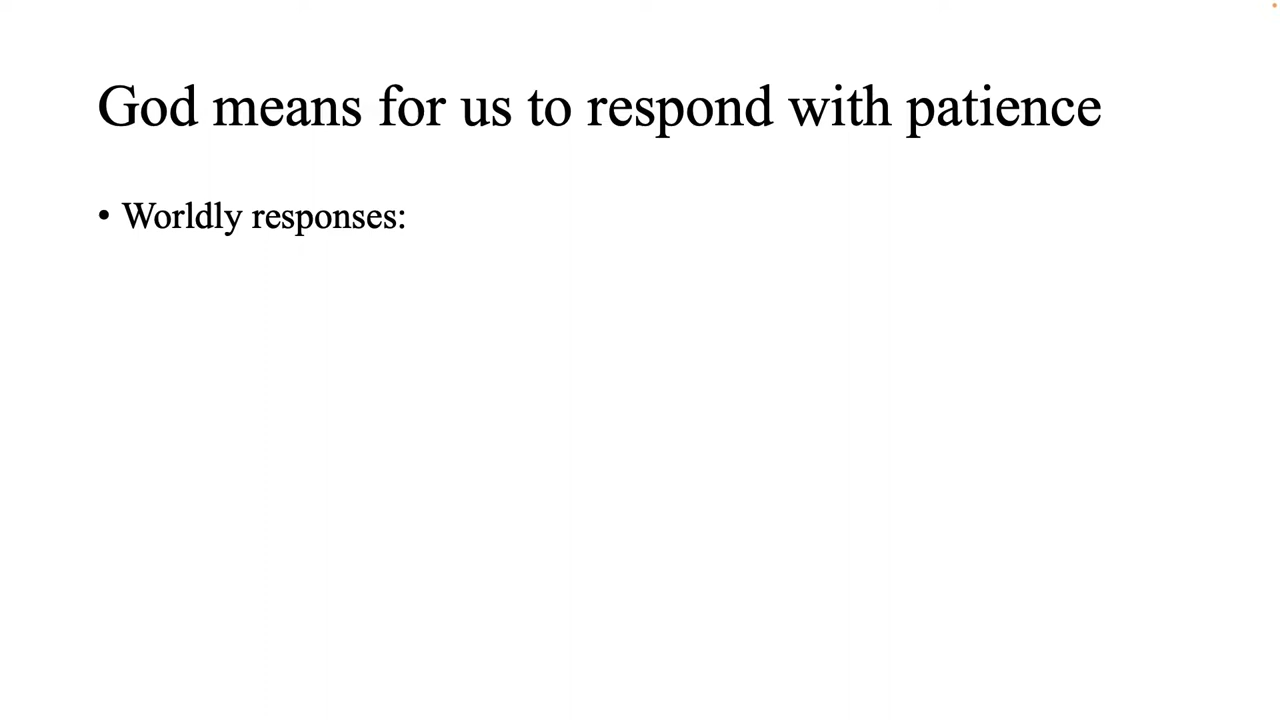 God means for us to respond with patience
• Worldly responses: